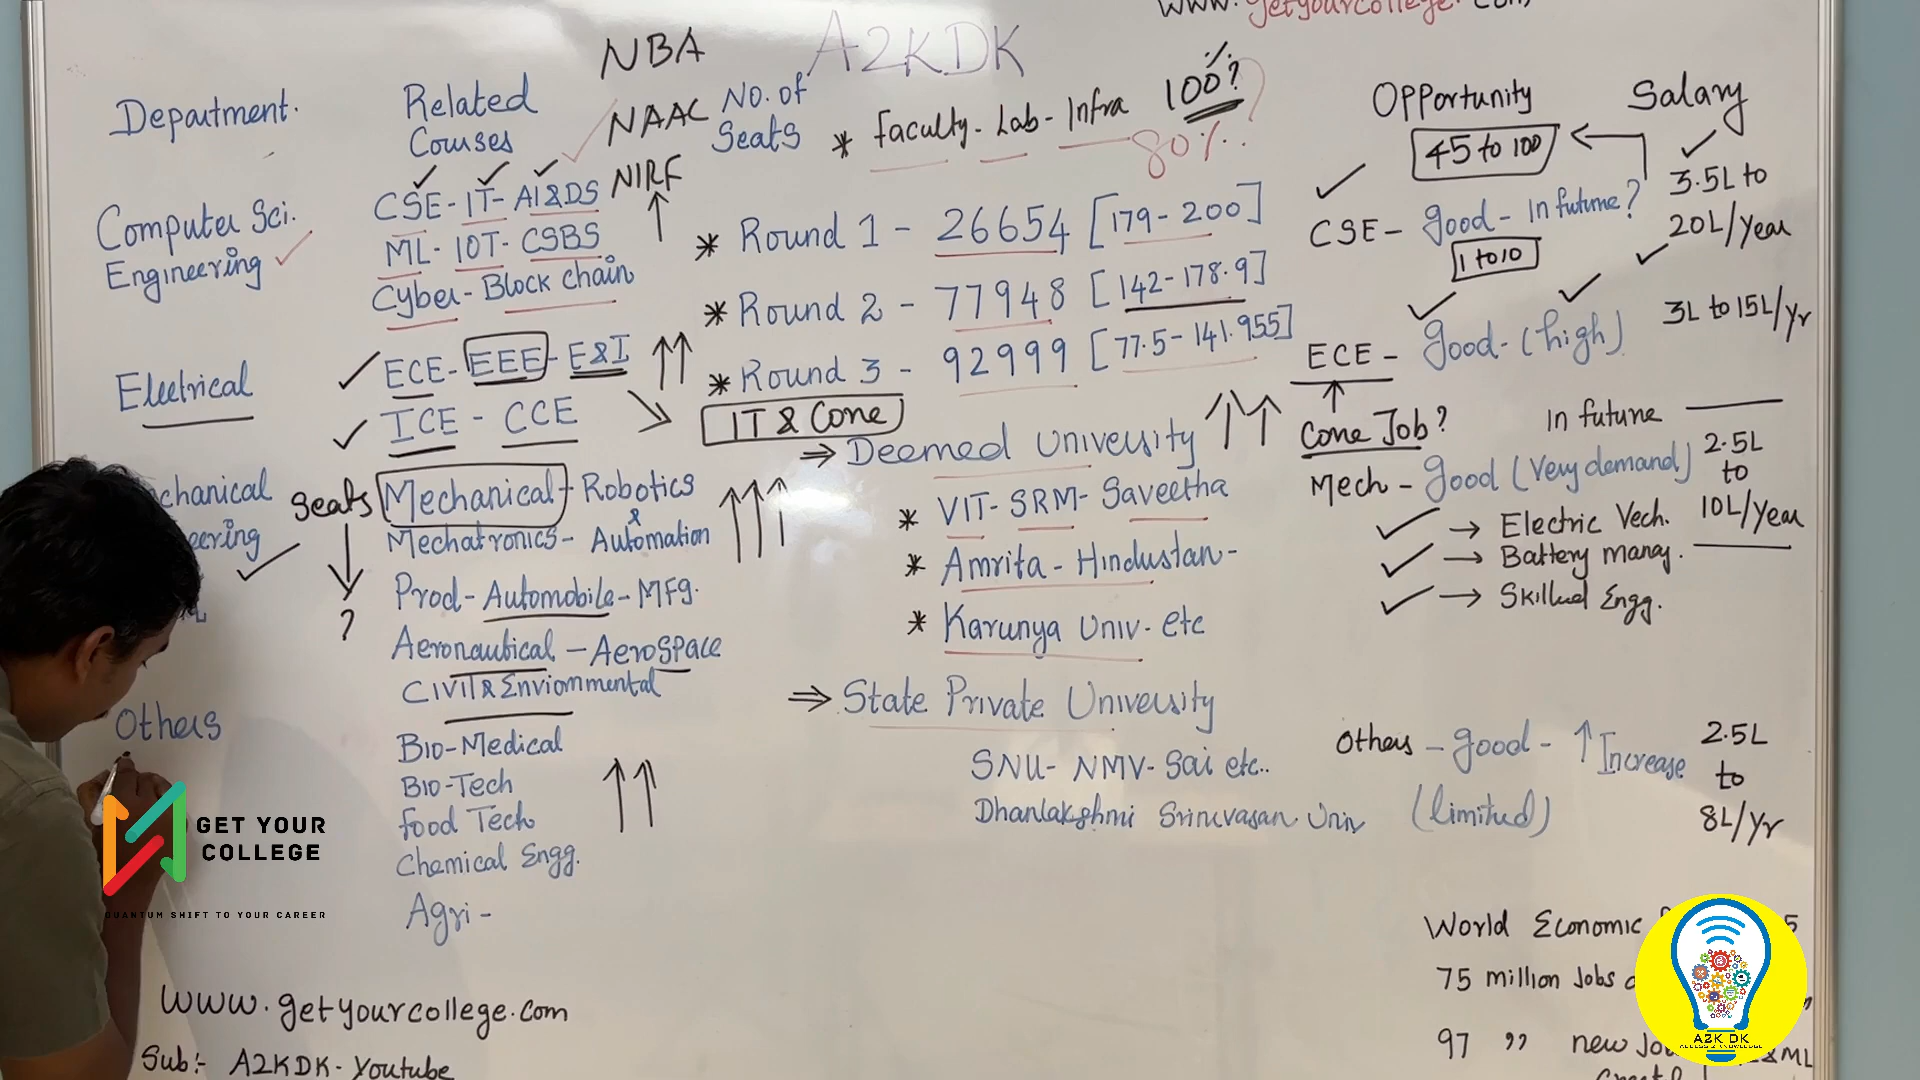 www.getyourcollege.com
NBA
A2KDK
Department.
Related
Courses
NAAC
NIRF
No. of
Seats
* Faculty - Lab - Infra 100%?
80%..?
Opportunity
45 to 100
Salary
Computer Sci.
Engineering
CSE - IT - AI&DS
ML - IOT - CSBS
Cyber - Block chain
* Round 1 - 26654 [179 - 200]
* Round 2 - 77948 [142 - 178.9]
* Round 3 - 92999 [77.5 - 141.955]
CSE - good - In future?
1 to 10
3.5L to
20L/Year
Electrical
ECE - EEE - E&I
ICE - CCE
IT & Core
ECE - good - (high)
3L to 15L/Yr
Core Job?
In future
chanical
eering
Seats
?
Mechanical - Robotics
&
Mechatronics - Automation
Prod - Automobile - MFg.
Aeronautical - AeroSpace
CIVIL & Envionmental
⇒ Deemed University
* VIT - SRM - Saveetha
* Amrita - Hindustan -
* Karunya Univ. etc
Mech - good (Very demand)
→ Electric Vech.
→ Battery manag.
→ Skilled Engg.
2.5L
to
10L/Year
Others
Bio-Medical
Bio-Tech
Food Tech
Chemical Engg.
Agri -
⇒ State Private University
SNU - NMV - Sai etc..
Dhanlakshmi Srinivasan Univ
Others - good - ↑ Increase
(limited)
2.5L
to
8L/Yr
GET YOUR
COLLEGE
QUANTUM SHIFT TO YOUR CAREER
World Economic
5
75 million Jobs
97 " new Jo
&ML
www.getyourcollege.com
Sub:- A2KDK - Youtube
A2K DK